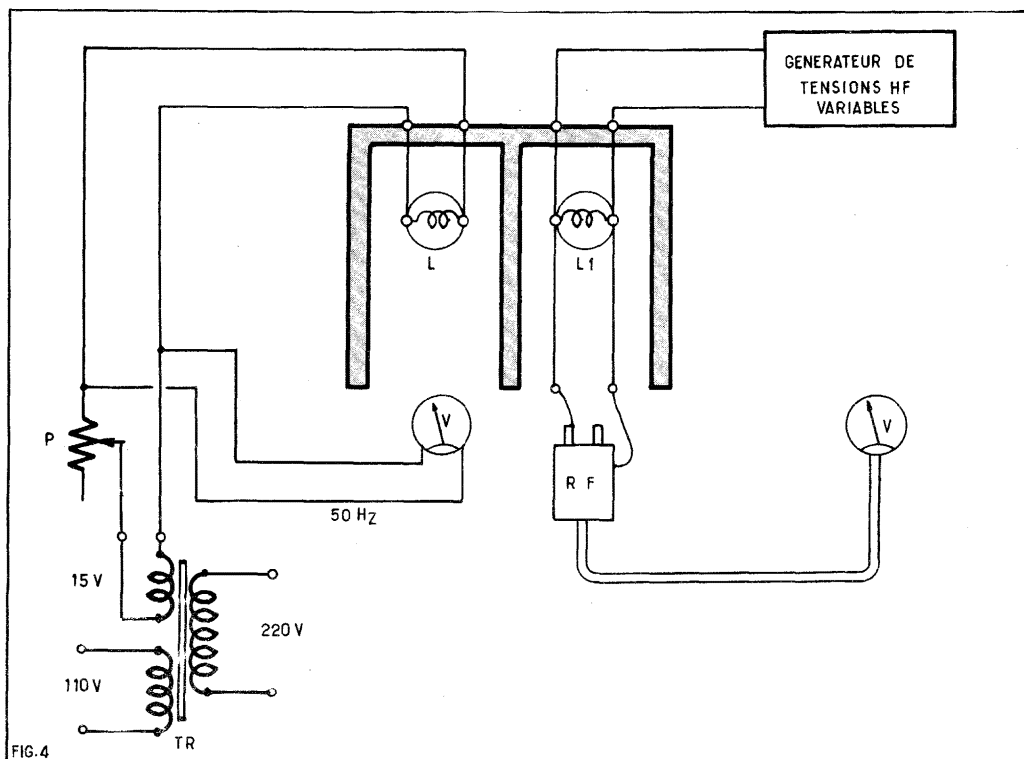 GENERATEUR DE
TENSIONS HF
VARIABLES
L
L1
P
V
V
R F
50 Hz
15 V
220 V
110 V
TR
FIG.4